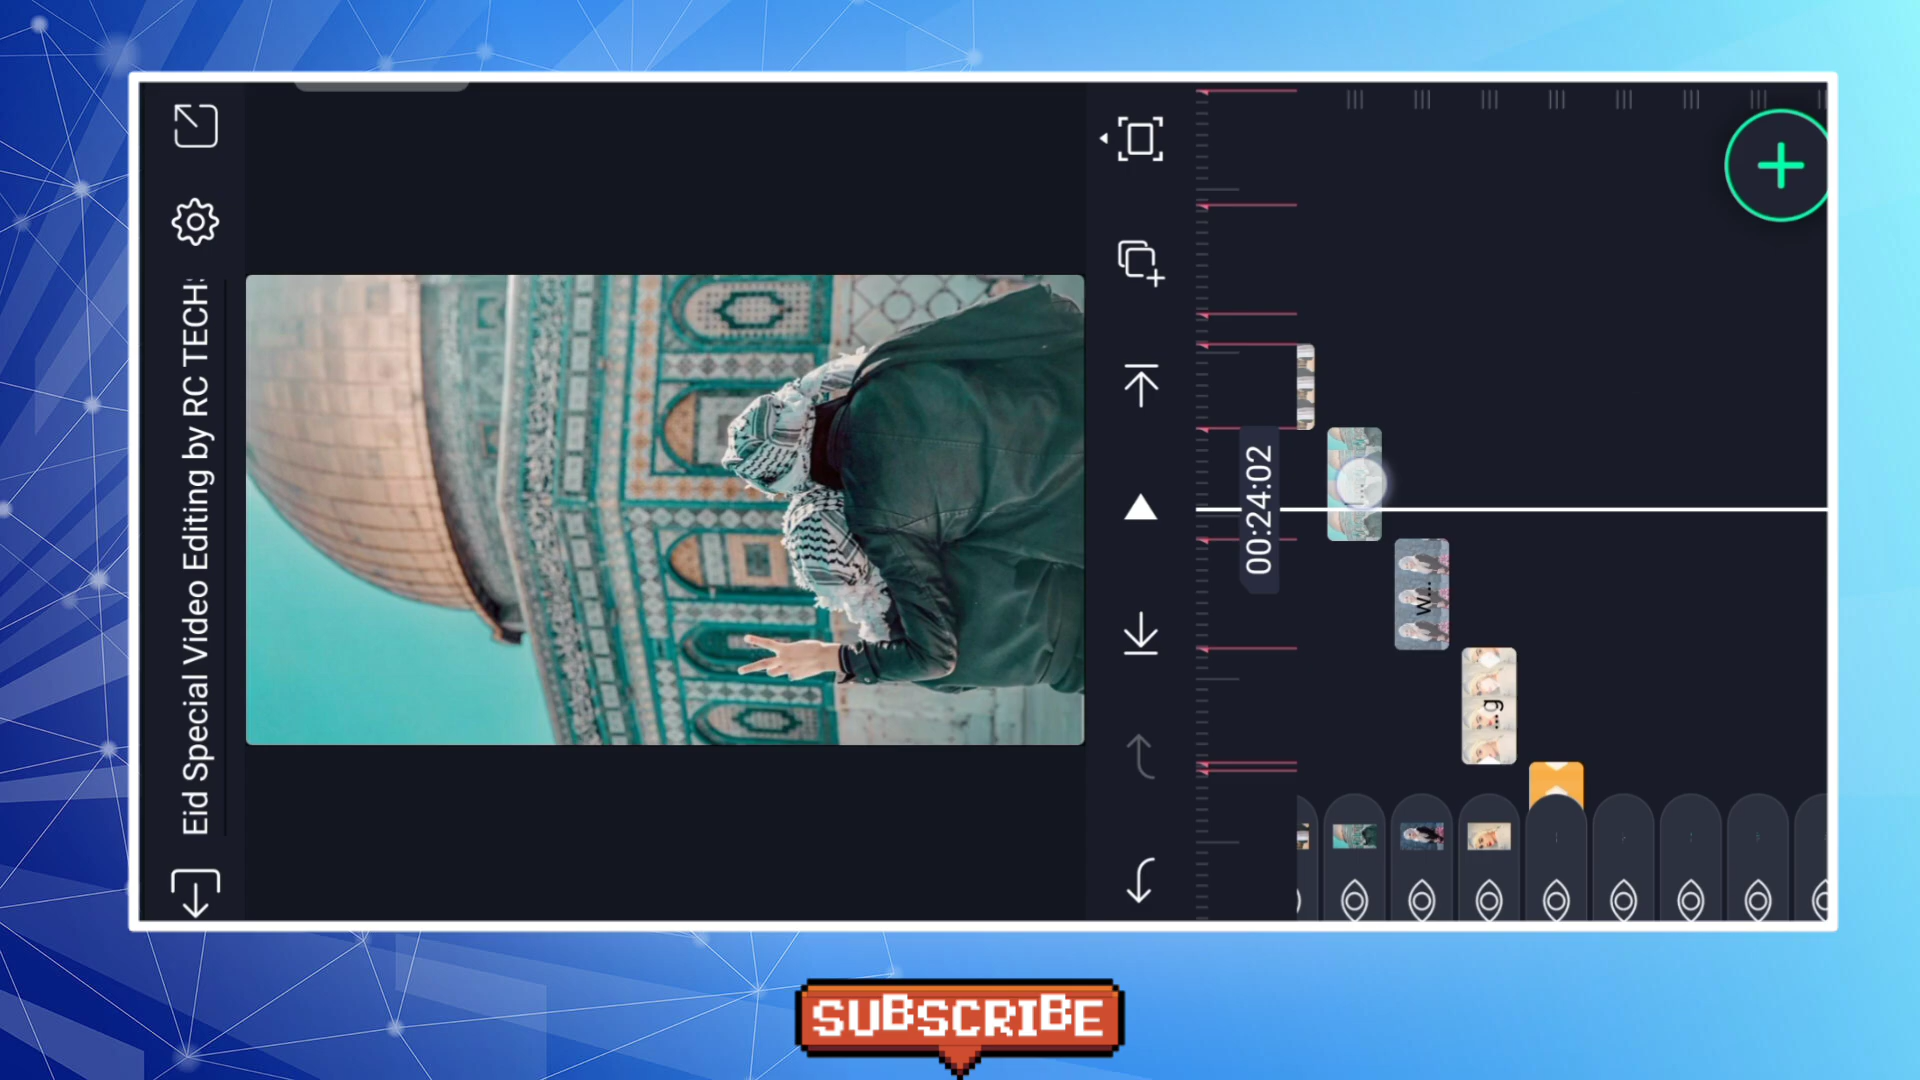 Eid Special Video Editing by RC TECH
00:24:02
...
W...
...g
SUBSCRIBE